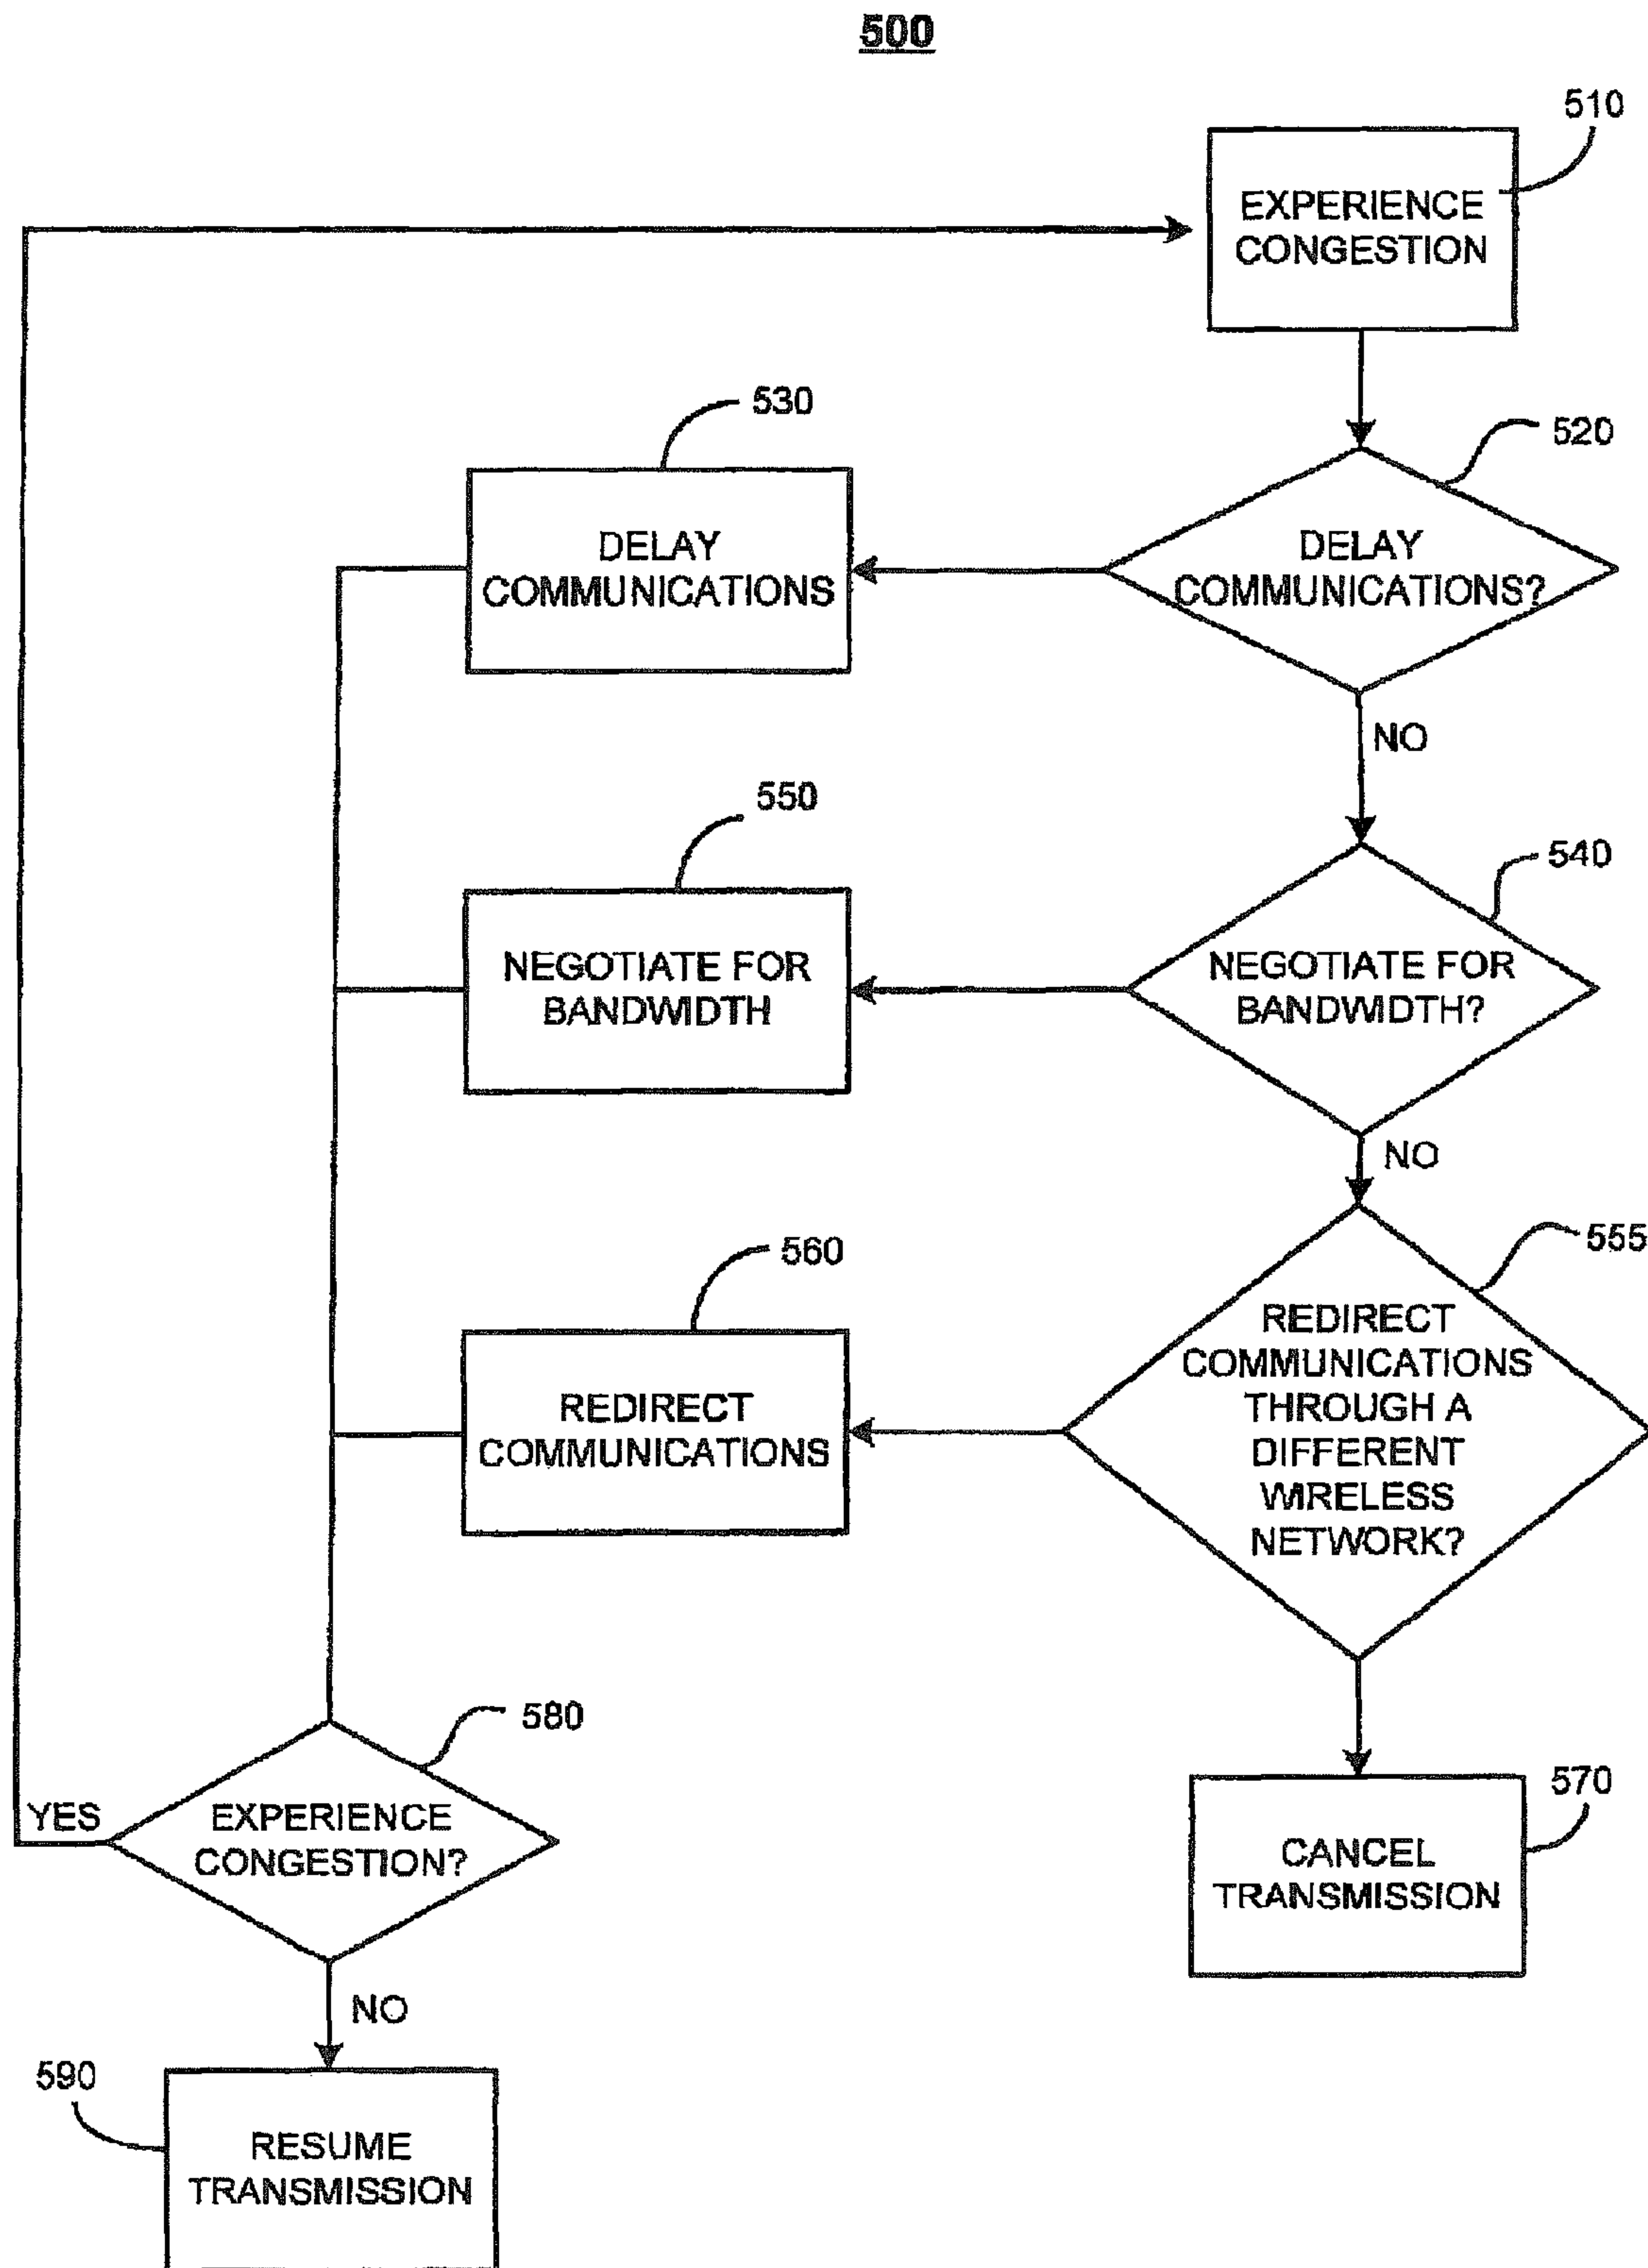 500
510
EXPERIENCE
CONGESTION
530
520
DELAY
COMMUNICATIONS
DELAY
COMMUNICATIONS?
NO
550
540
NEGOTIATE FOR
BANDWIDTH
NEGOTIATE FOR
BANDWIDTH?
NO
560
555
REDIRECT
COMMUNICATIONS
REDIRECT
COMMUNICATIONS
THROUGH A
DIFFERENT
WIRELESS
NETWORK?
580
570
YES
EXPERIENCE
CONGESTION?
CANCEL
TRANSMISSION
NO
590
RESUME
TRANSMISSION